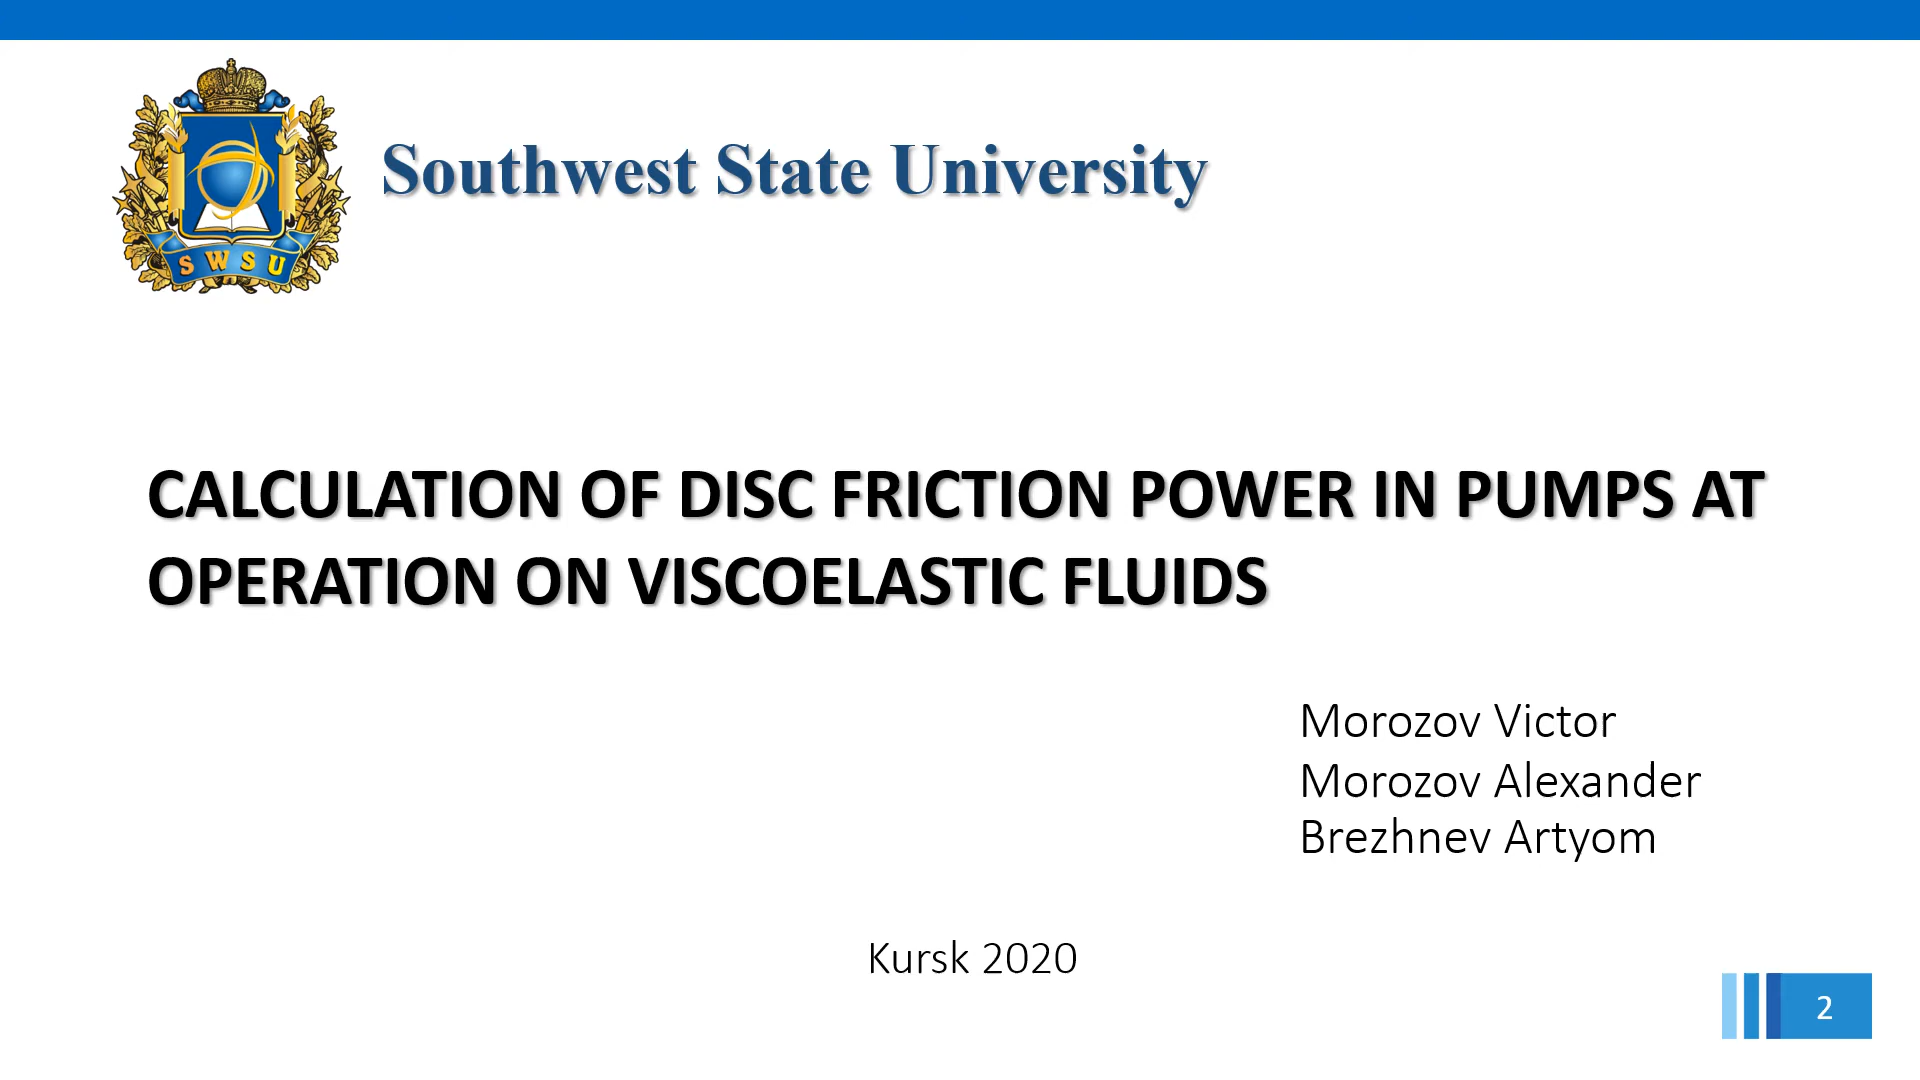 SWSU
Southwest State University
CALCULATION OF DISC FRICTION POWER IN PUMPS AT
OPERATION ON VISCOELASTIC FLUIDS
Morozov Victor
Morozov Alexander
Brezhnev Artyom
Kursk 2020
2